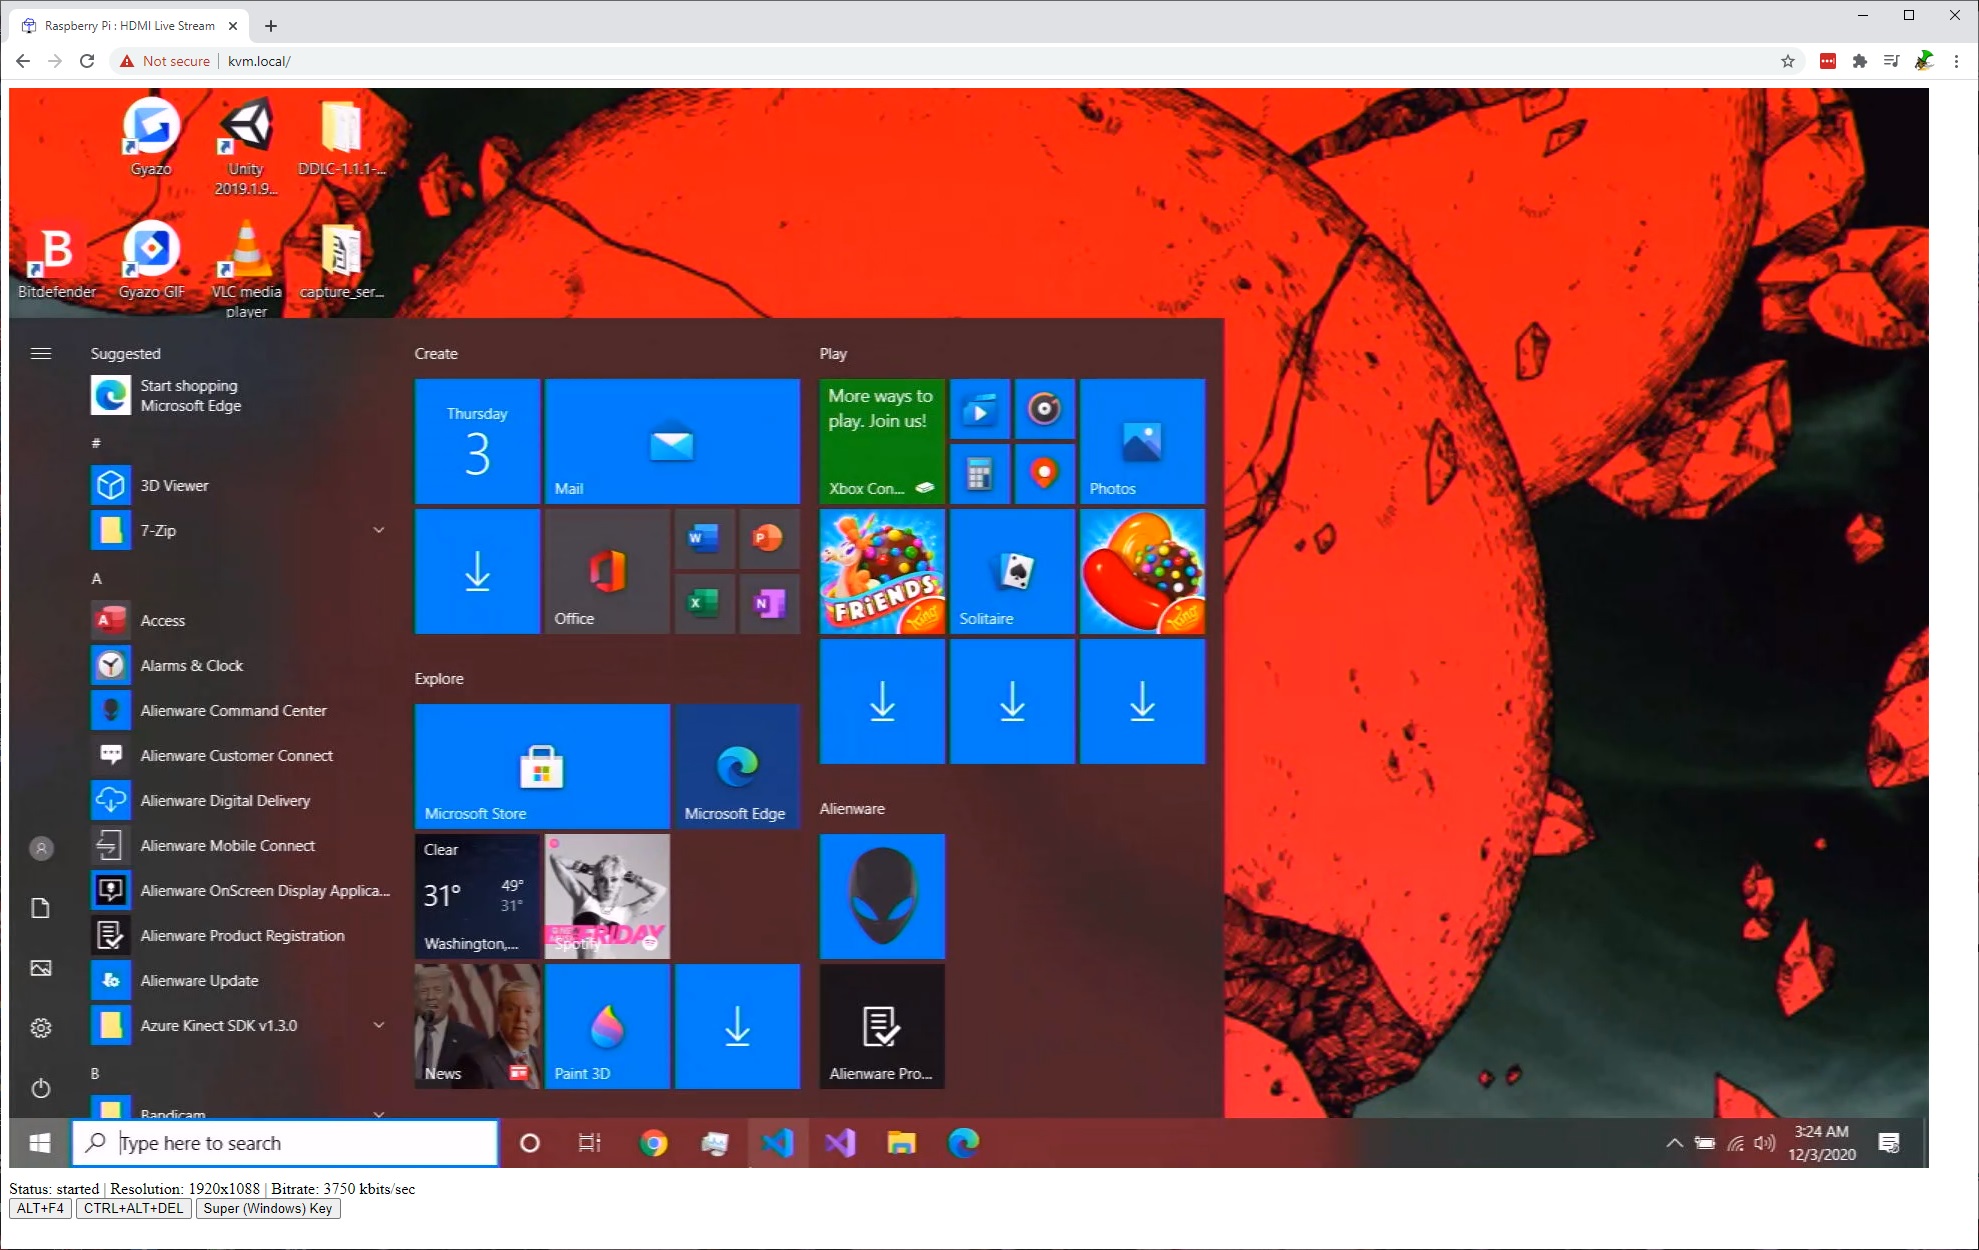 Raspberry Pi : HDMI Live Stream
Not secure
kvm.local/
Gyazo
Unity
2019.1.9...
DDLC-1.1.1-...
Bitdefender
Gyazo GIF
VLC media
player
capture_ser...
Suggested
Start shopping
Microsoft Edge
#
3D Viewer
7-Zip
A
Access
Alarms & Clock
Alienware Command Center
Alienware Customer Connect
Alienware Digital Delivery
Alienware Mobile Connect
Alienware OnScreen Display Applica...
Alienware Product Registration
Alienware Update
Azure Kinect SDK v1.3.0
B
Bandicam
Create
Thursday
3
Mail
Office
Explore
Microsoft Store
Microsoft Edge
Clear
31°
49°
31°
Washington,...
FRIDAY
Spotify
News
Paint 3D
Play
More ways to
play. Join us!
Xbox Con...
Photos
FRIENDS
King
Solitaire
King
Alienware
Alienware Pro...
Type here to search
3:24 AM
12/3/2020
Status: started | Resolution: 1920x1088 | Bitrate: 3750 kbits/sec
ALT+F4
CTRL+ALT+DEL
Super (Windows) Key